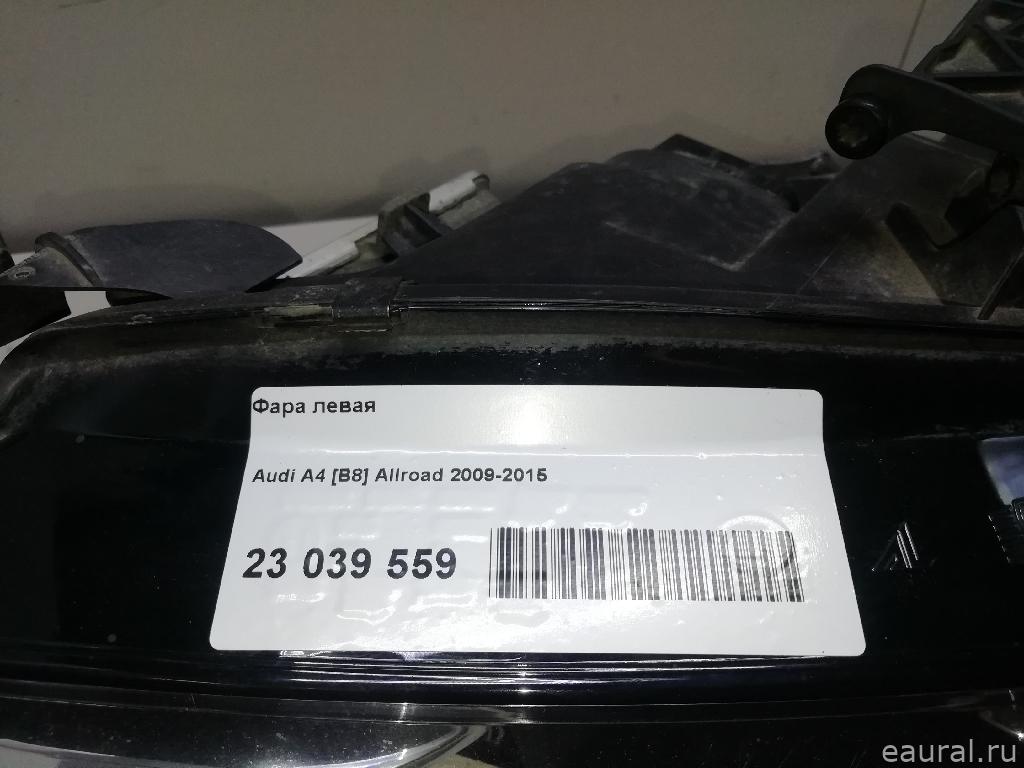 Фара левая
Audi A4 [B8] Allroad 2009-2015
23 039 559
eaural.ru